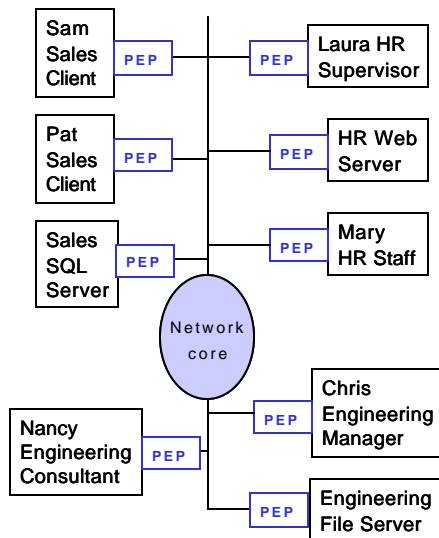 Sam
Sales
Client
PEP
PEP
Laura HR
Supervisor
Pat
Sales
Client
PEP
PEP
HR Web
Server
Sales
SQL
Server
PEP
PEP
Mary
HR Staff
Network
core
Nancy
Engineering
Consultant
PEP
PEP
Chris
Engineering
Manager
PEP
Engineering
File Server